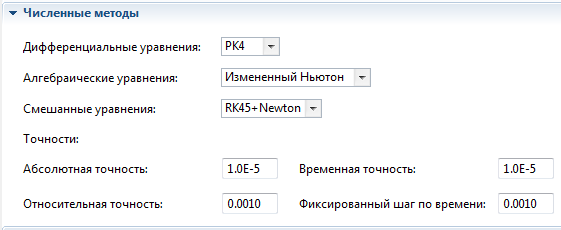 Численные методы
Дифференциальные уравнения: РК4
Алгебраические уравнения: Измененный Ньютон
Смешанные уравнения: RK45+Newton
Точности:
Абсолютная точность: 1.0E-5 Временная точность: 1.0E-5
Относительная точность: 0.0010 Фиксированный шаг по времени: 0.0010